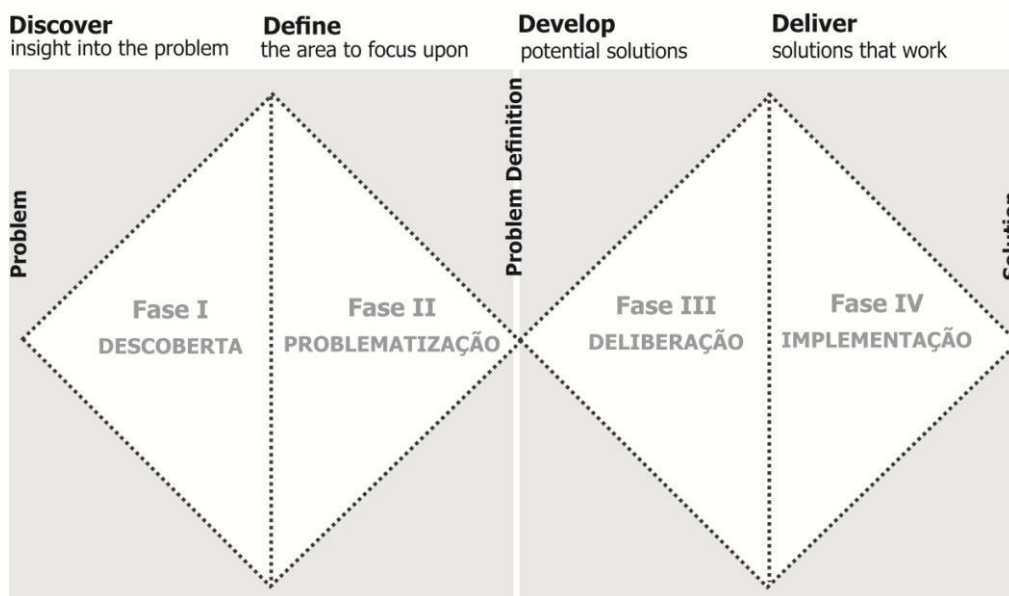 Discover
insight into the problem
Define
the area to focus upon
Develop
potential solutions
Deliver
solutions that work
Problem
Problem Definition
Solution
Fase I
DESCOBERTA
Fase II
PROBLEMATIZAÇÃO
Fase III
DELIBERAÇÃO
Fase IV
IMPLEMENTAÇÃO